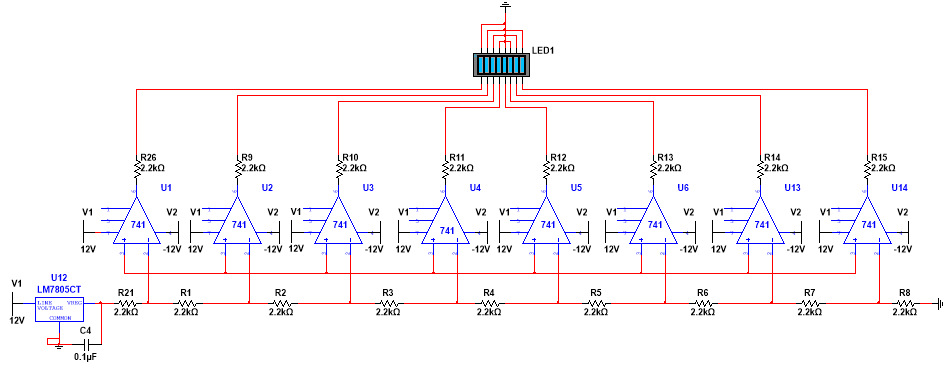 LED1
R26 R9 R10 R11 R12 R13 R14 R15
2.2kΩ 2.2kΩ 2.2kΩ 2.2kΩ 2.2kΩ 2.2kΩ 2.2kΩ 2.2kΩ
U1 U2 U3 U4 U5 U6 U13 U14
V1 V2 V1 V2 V1 V2 V1 V2 V1 V2 V1 V2 V1 V2 V1 V2
741 741 741 741 741 741 741 741
12V -12V 12V -12V 12V -12V 12V -12V 12V -12V 12V -12V 12V -12V 12V -12V
U12
V1 LM7805CT
R21 R1 R2 R3 R4 R5 R6 R7 R8
LINE VREG
VOLTAGE
2.2kΩ 2.2kΩ 2.2kΩ 2.2kΩ 2.2kΩ 2.2kΩ 2.2kΩ 2.2kΩ 2.2kΩ
12V COMMON
C4
0.1µF